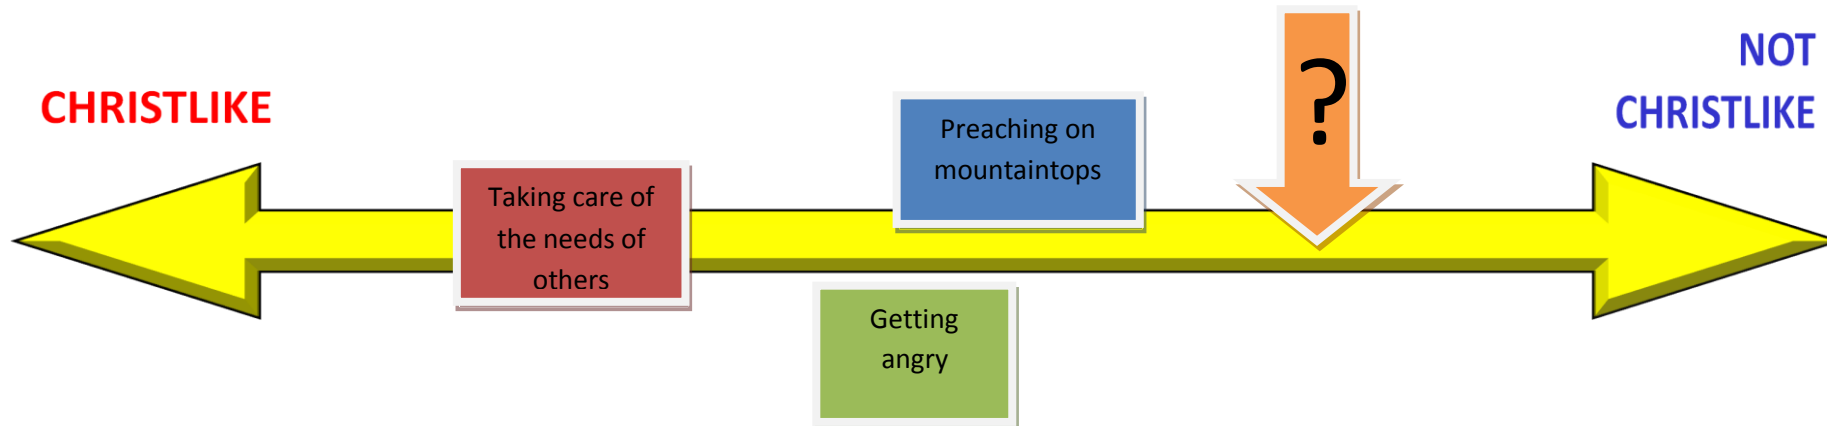 CHRISTLIKE
Taking care of
the needs of
others
Preaching on
mountaintops
Getting
angry
?
NOT
CHRISTLIKE